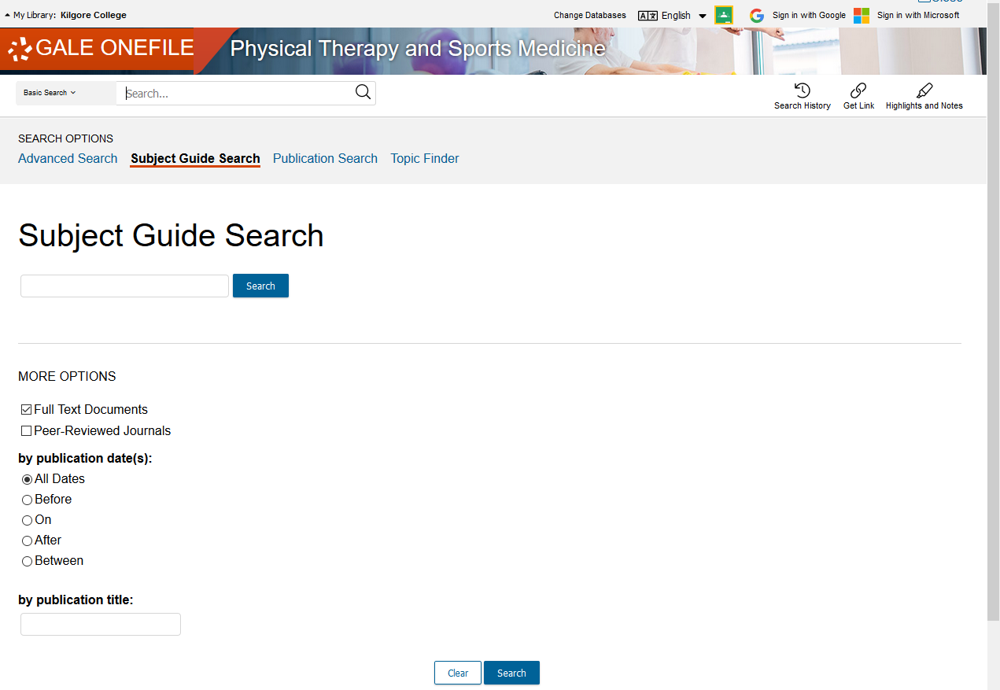 My Library: Kilgore College
Change Databases
English
Sign in with Google
Sign in with Microsoft
GALE ONEFILE
Physical Therapy and Sports Medicine
Basic Search
Search...
Search History
Get Link
Highlights and Notes
SEARCH OPTIONS
Advanced Search Subject Guide Search Publication Search Topic Finder
Subject Guide Search
Search
MORE OPTIONS
Full Text Documents
Peer-Reviewed Journals
by publication date(s):
All Dates
Before
On
After
Between
by publication title:
Clear Search